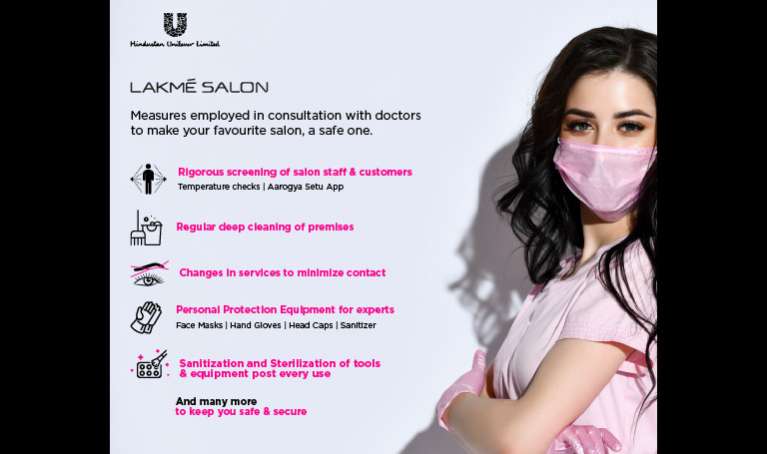 Hindustan Unilever Limited
LAKMÉ SALON
Measures employed in consultation with doctors
to make your favourite salon, a safe one.
Rigorous screening of salon staff & customers
Temperature checks | Aarogya Setu App
Regular deep cleaning of premises
Changes in services to minimize contact
Personal Protection Equipment for experts
Face Masks | Hand Gloves | Head Caps | Sanitizer
Sanitization and Sterilization of tools
& equipment post every use
And many more
to keep you safe & secure